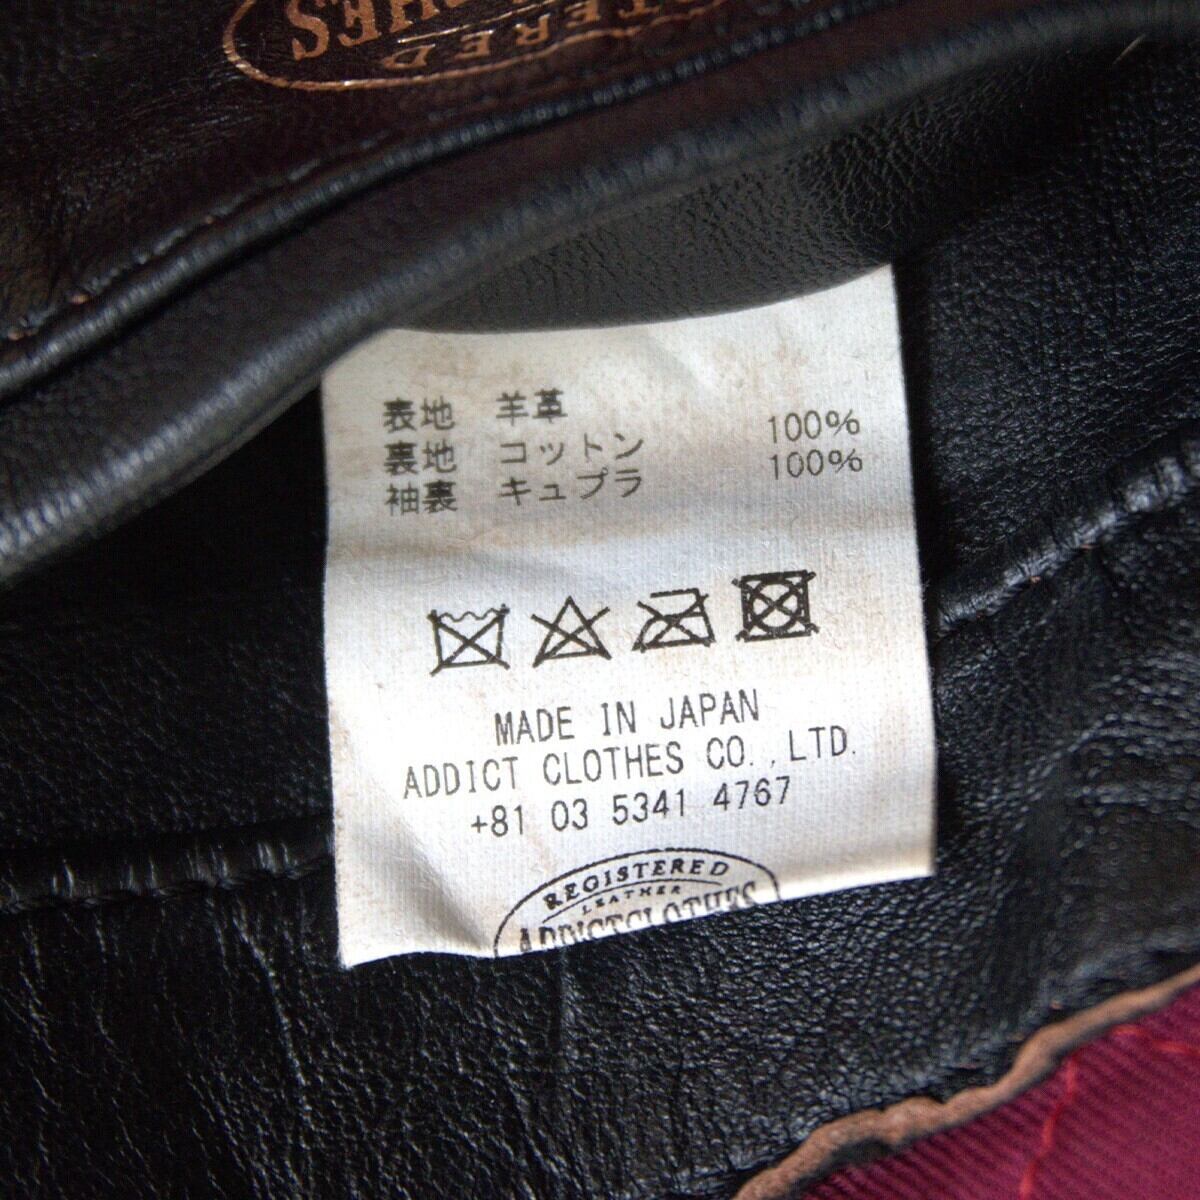 表地 羊革
裏地 コットン 100%
袖裏 キュプラ 100%
MADE IN JAPAN
ADDICT CLOTHES CO.,LTD.
+81 03 5341 4767
REGISTERED
LEATHER
ADDICTCLOTHES